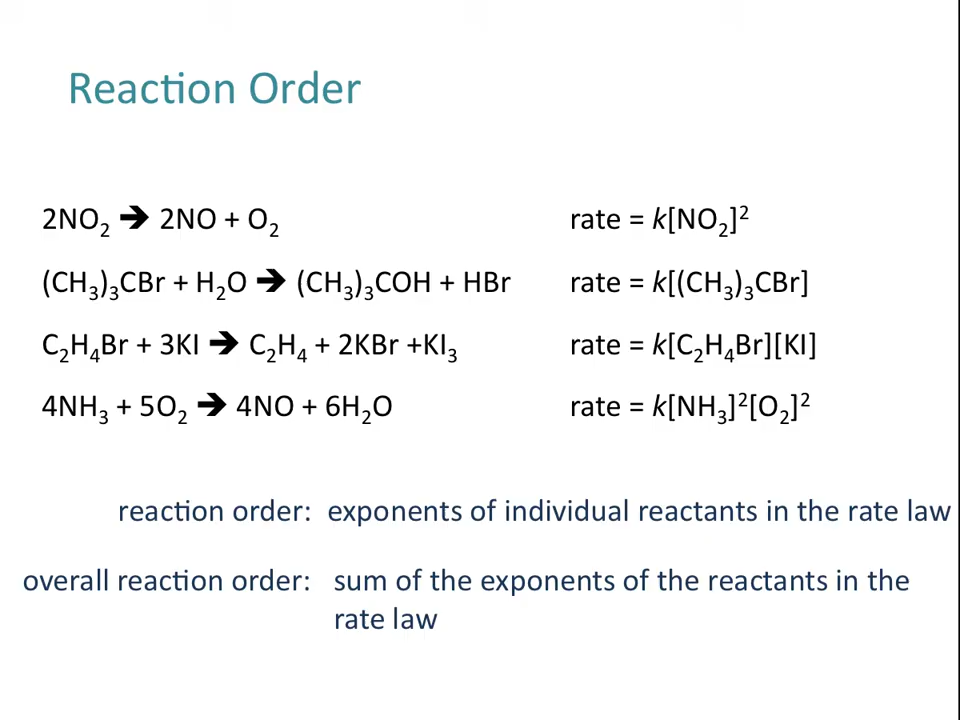 Reaction Order
2NO₂ ➔ 2NO + O₂ rate = k[NO₂]²
(CH₃)₃CBr + H₂O ➔ (CH₃)₃COH + HBr rate = k[(CH₃)₃CBr]
C₂H₄Br + 3KI ➔ C₂H₄ + 2KBr +KI₃ rate = k[C₂H₄Br][KI]
4NH₃ + 5O₂ ➔ 4NO + 6H₂O rate = k[NH₃]²[O₂]²
reaction order: exponents of individual reactants in the rate law
overall reaction order: sum of the exponents of the reactants in the
rate law